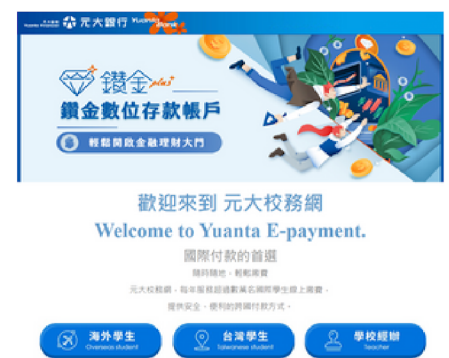 元大銀行 Yuanta Bank
鑽金plus+
鑽金數位存款帳戶
輕鬆開啟金融理財大門
歡迎來到 元大校務網
Welcome to Yuanta E-payment.
國際付款的首選
隨時隨地，輕鬆繳費
元大校務網，每年服務超過數萬名國際學生線上繳費，
提供安全、便利的跨國付款方式。
海外學生 台灣學生 學校經辦
Overseas student Taiwanese student Teacher